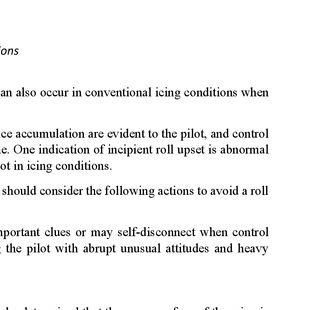 ons
an also occur in conventional icing conditions when
ce accumulation are evident to the pilot, and control
e. One indication of incipient roll upset is abnormal
ot in icing conditions.
should consider the following actions to avoid a roll
mportant clues or may self-disconnect when control
the pilot with abrupt unusual attitudes and heavy